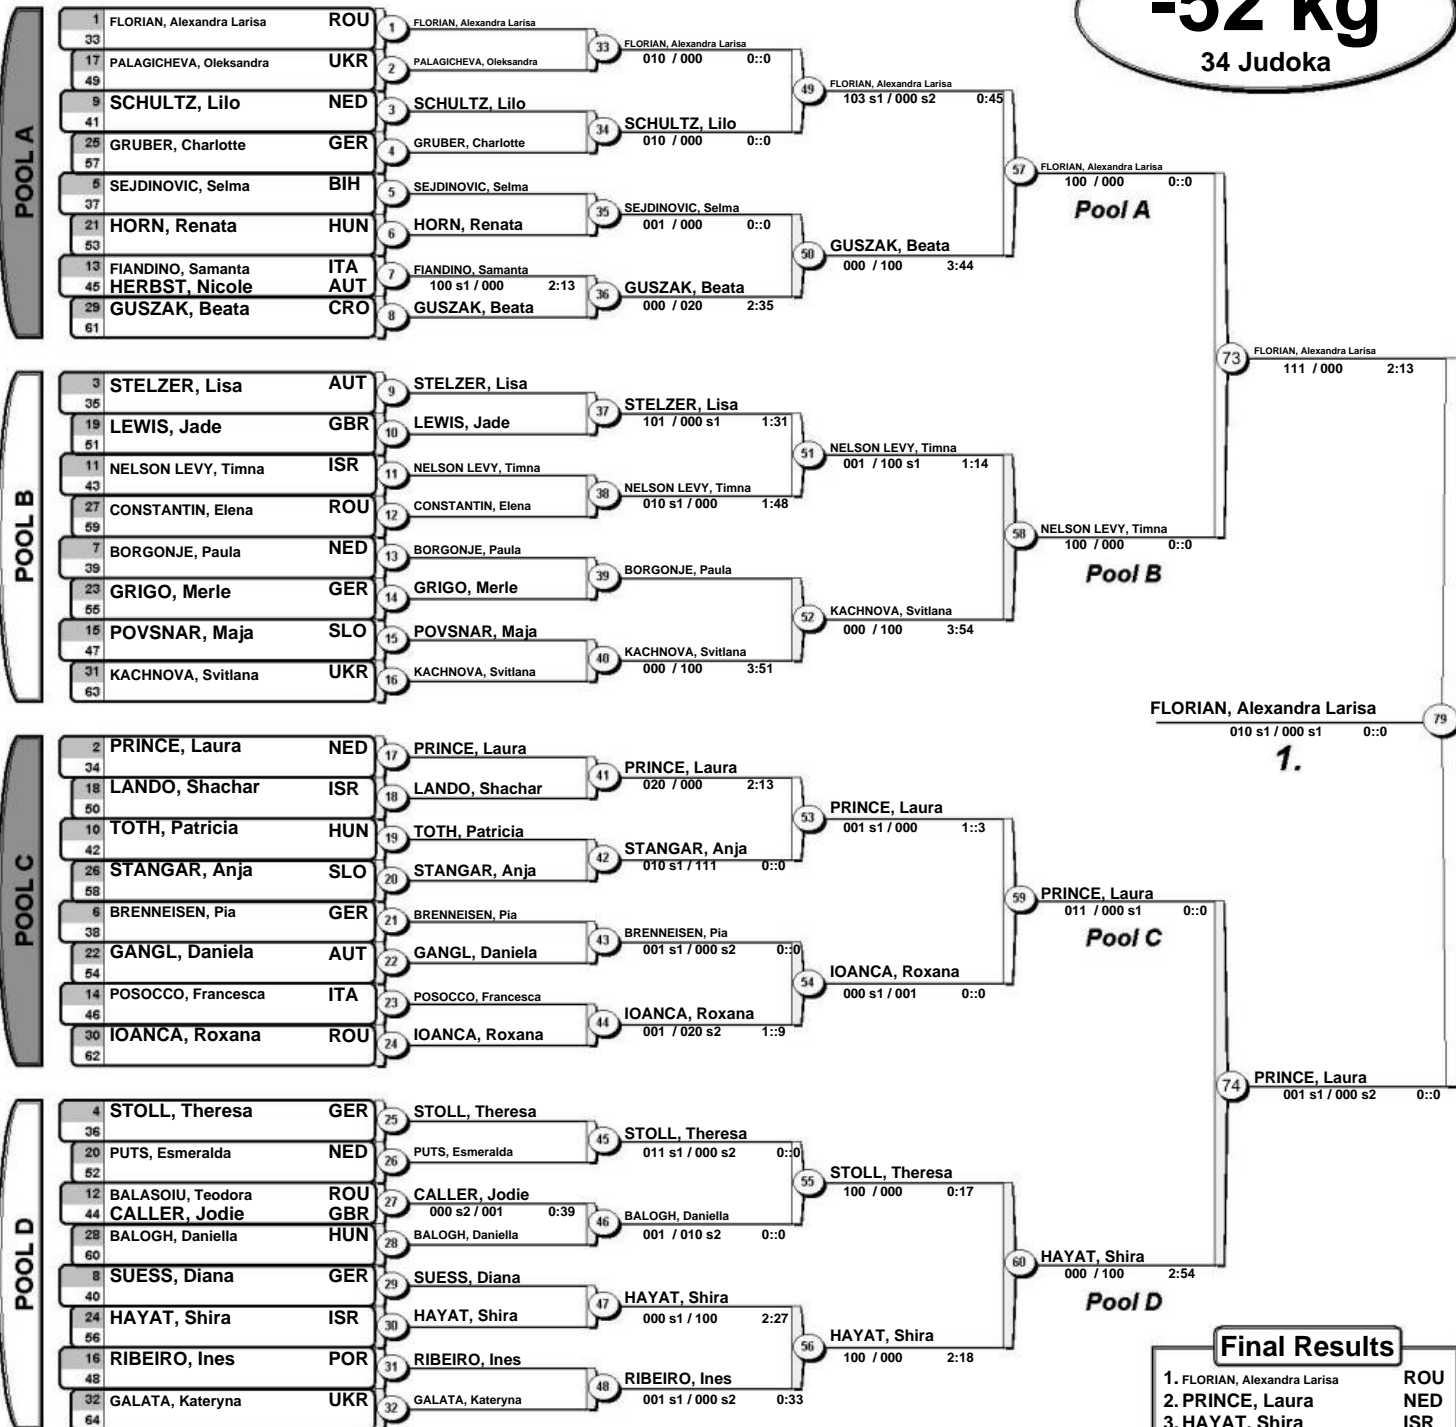 -52 kg
34 Judoka
POOL A
1 FLORIAN, Alexandra Larisa ROU
33
17 PALAGICHEVA, Oleksandra UKR
49
9 SCHULTZ, Lilo NED
41
25 GRUBER, Charlotte GER
57
5 SEJDINOVIC, Selma BIH
37
21 HORN, Renata HUN
53
13 FIANDINO, Samanta ITA
45 HERBST, Nicole AUT
29 GUSZAK, Beata CRO
61
1 FLORIAN, Alexandra Larisa
2 PALAGICHEVA, Oleksandra
3 SCHULTZ, Lilo
4 GRUBER, Charlotte
5 SEJDINOVIC, Selma
6 HORN, Renata
7 FIANDINO, Samanta
100 s1 / 000 2:13
8 GUSZAK, Beata
33 FLORIAN, Alexandra Larisa
010 / 000 0::0
34 SCHULTZ, Lilo
010 / 000 0::0
35 SEJDINOVIC, Selma
001 / 000 0::0
36 GUSZAK, Beata
000 / 020 2:35
49 FLORIAN, Alexandra Larisa
103 s1 / 000 s2 0:45
50 GUSZAK, Beata
000 / 100 3:44
57 FLORIAN, Alexandra Larisa
100 / 000 0::0
Pool A
POOL B
3 STELZER, Lisa AUT
35
19 LEWIS, Jade GBR
51
11 NELSON LEVY, Timna ISR
43
27 CONSTANTIN, Elena ROU
59
7 BORGONJE, Paula NED
39
23 GRIGO, Merle GER
55
15 POVSNAR, Maja SLO
47
31 KACHNOVA, Svitlana UKR
63
9 STELZER, Lisa
10 LEWIS, Jade
11 NELSON LEVY, Timna
12 CONSTANTIN, Elena
13 BORGONJE, Paula
14 GRIGO, Merle
15 POVSNAR, Maja
16 KACHNOVA, Svitlana
37 STELZER, Lisa
101 / 000 s1 1:31
38 NELSON LEVY, Timna
010 s1 / 000 1:48
39 BORGONJE, Paula
40 KACHNOVA, Svitlana
000 / 100 3:51
51 NELSON LEVY, Timna
001 / 100 s1 1:14
52 KACHNOVA, Svitlana
000 / 100 3:54
58 NELSON LEVY, Timna
100 / 000 0::0
Pool B
73 FLORIAN, Alexandra Larisa
111 / 000 2:13
FLORIAN, Alexandra Larisa 79
010 s1 / 000 s1 0::0
1.
POOL C
2 PRINCE, Laura NED
34
18 LANDO, Shachar ISR
50
10 TOTH, Patricia HUN
42
26 STANGAR, Anja SLO
58
6 BRENNEISEN, Pia GER
38
22 GANGL, Daniela AUT
54
14 POSOCCO, Francesca ITA
46
30 IOANCA, Roxana ROU
62
17 PRINCE, Laura
18 LANDO, Shachar
19 TOTH, Patricia
20 STANGAR, Anja
21 BRENNEISEN, Pia
22 GANGL, Daniela
23 POSOCCO, Francesca
24 IOANCA, Roxana
41 PRINCE, Laura
020 / 000 2:13
42 STANGAR, Anja
010 s1 / 111 0::0
43 BRENNEISEN, Pia
001 s1 / 000 s2 0::0
44 IOANCA, Roxana
001 / 020 s2 1::9
53 PRINCE, Laura
001 s1 / 000 1::3
54 IOANCA, Roxana
000 s1 / 001 0::0
59 PRINCE, Laura
011 / 000 s1 0::0
Pool C
POOL D
4 STOLL, Theresa GER
36
20 PUTS, Esmeralda NED
52
12 BALASOIU, Teodora ROU
44 CALLER, Jodie GBR
28 BALOGH, Daniella HUN
60
8 SUESS, Diana GER
40
24 HAYAT, Shira ISR
56
16 RIBEIRO, Ines POR
48
32 GALATA, Kateryna UKR
64
25 STOLL, Theresa
26 PUTS, Esmeralda
27 CALLER, Jodie
000 s2 / 001 0:39
28 BALOGH, Daniella
29 SUESS, Diana
30 HAYAT, Shira
31 RIBEIRO, Ines
32 GALATA, Kateryna
45 STOLL, Theresa
011 s1 / 000 s2 0::0
46 BALOGH, Daniella
001 / 010 s2 0::0
47 HAYAT, Shira
000 s1 / 100 2:27
48 RIBEIRO, Ines
001 s1 / 000 s2 0:33
55 STOLL, Theresa
100 / 000 0:17
56 HAYAT, Shira
100 / 000 2:18
60 HAYAT, Shira
000 / 100 2:54
Pool D
74 PRINCE, Laura
001 s1 / 000 s2 0::0
Final Results
1. FLORIAN, Alexandra Larisa ROU
2. PRINCE, Laura NED
3. HAYAT, Shira ISR